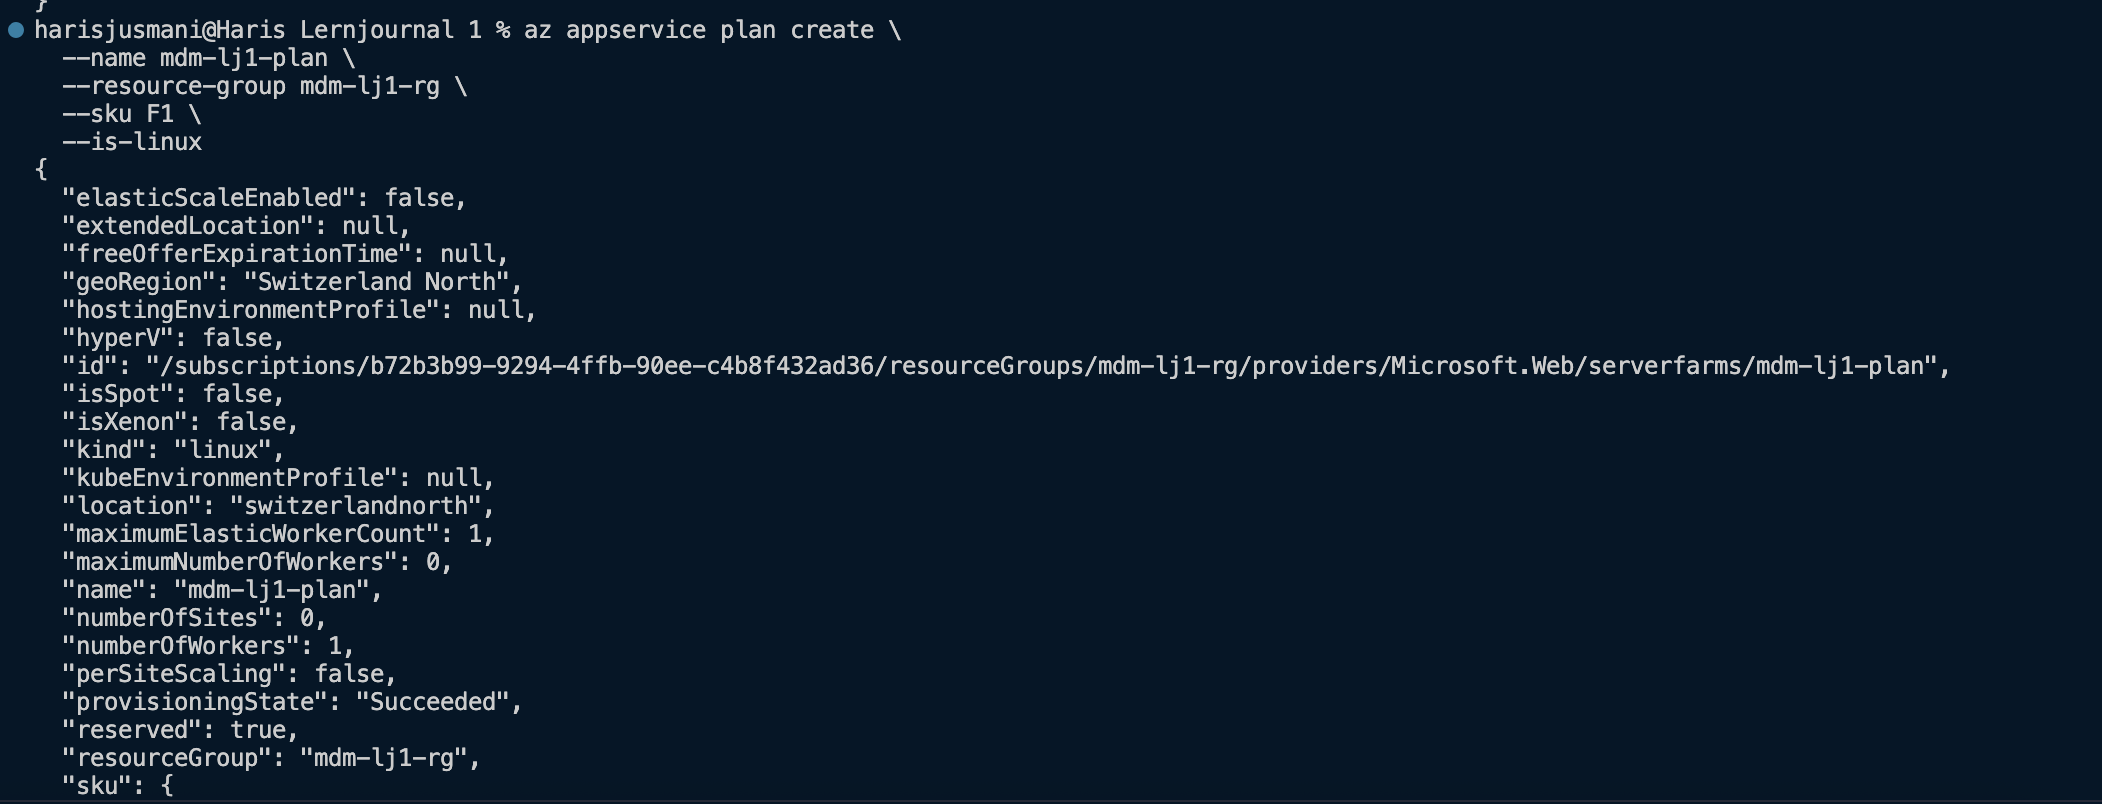 }
harisjusmani@Haris Lernjournal 1 % az appservice plan create \
--name mdm-lj1-plan \
--resource-group mdm-lj1-rg \
--sku F1 \
--is-linux
{
"elasticScaleEnabled": false,
"extendedLocation": null,
"freeOfferExpirationTime": null,
"geoRegion": "Switzerland North",
"hostingEnvironmentProfile": null,
"hyperV": false,
"id": "/subscriptions/b72b3b99-9294-4ffb-90ee-c4b8f432ad36/resourceGroups/mdm-lj1-rg/providers/Microsoft.Web/serverfarms/mdm-lj1-plan",
"isSpot": false,
"isXenon": false,
"kind": "linux",
"kubeEnvironmentProfile": null,
"location": "switzerlandnorth",
"maximumElasticWorkerCount": 1,
"maximumNumberOfWorkers": 0,
"name": "mdm-lj1-plan",
"numberOfSites": 0,
"numberOfWorkers": 1,
"perSiteScaling": false,
"provisioningState": "Succeeded",
"reserved": true,
"resourceGroup": "mdm-lj1-rg",
"sku": {